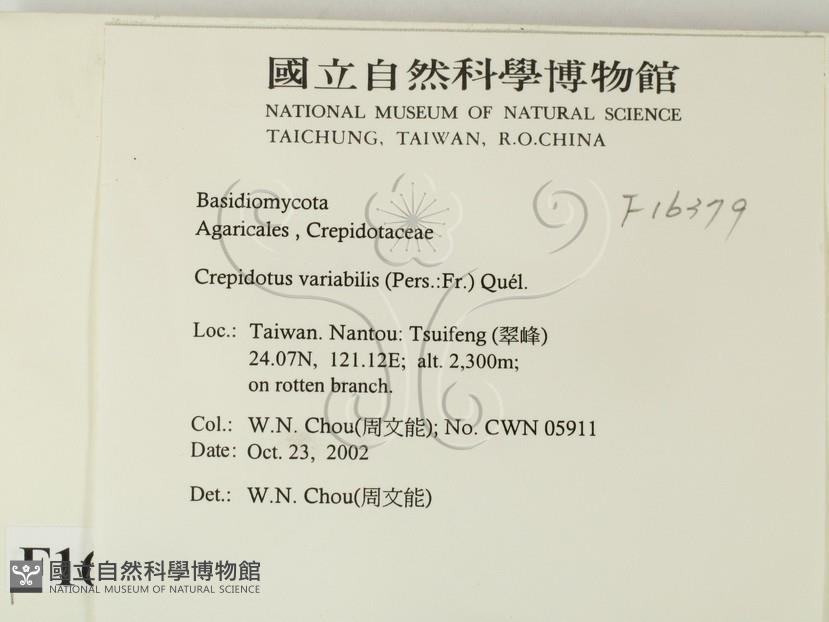 國立自然科學博物館
NATIONAL MUSEUM OF NATURAL SCIENCE
TAICHUNG, TAIWAN, R.O.CHINA
F16379
Basidiomycota
Agaricales , Crepidotaceae
Crepidotus variabilis (Pers.:Fr.) Quél.
Loc.: Taiwan. Nantou: Tsuifeng (翠峰)
24.07N, 121.12E; alt. 2,300m;
on rotten branch.
Col.: W.N. Chou(周文能); No. CWN 05911
Date: Oct. 23, 2002
Det.: W.N. Chou(周文能)
國立自然科學博物館
NATIONAL MUSEUM OF NATURAL SCIENCE